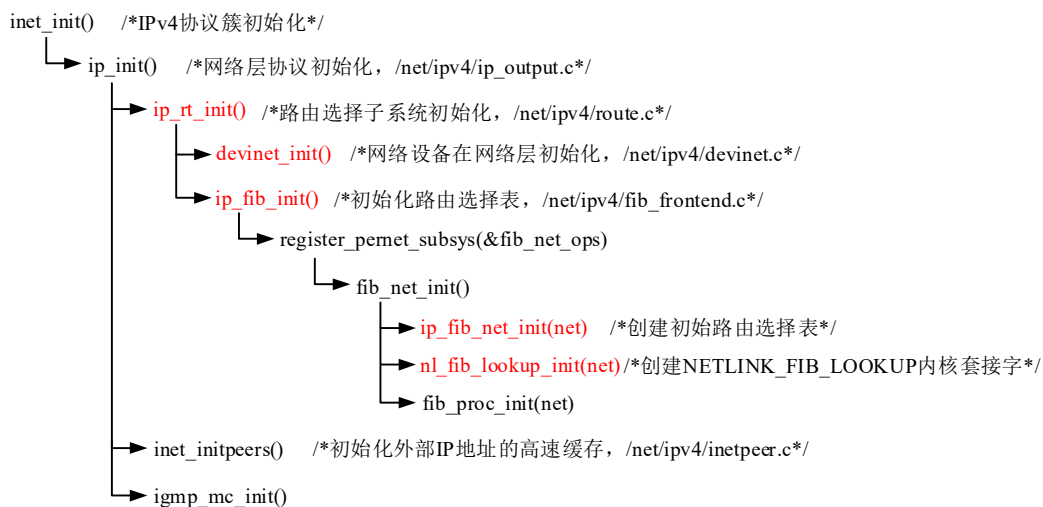 inet_init() /*IPv4协议簇初始化*/
ip_init() /*网络层协议初始化，/net/ipv4/ip_output.c*/
ip_rt_init() /*路由选择子系统初始化，/net/ipv4/route.c*/
devinet_init() /*网络设备在网络层初始化，/net/ipv4/devinet.c*/
ip_fib_init() /*初始化路由选择表，/net/ipv4/fib_frontend.c*/
register_pernet_subsys(&fib_net_ops)
fib_net_init()
ip_fib_net_init(net) /*创建初始路由选择表*/
nl_fib_lookup_init(net) /*创建NETLINK_FIB_LOOKUP内核套接字*/
fib_proc_init(net)
inet_initpeers() /*初始化外部IP地址的高速缓存，/net/ipv4/inetpeer.c*/
igmp_mc_init()